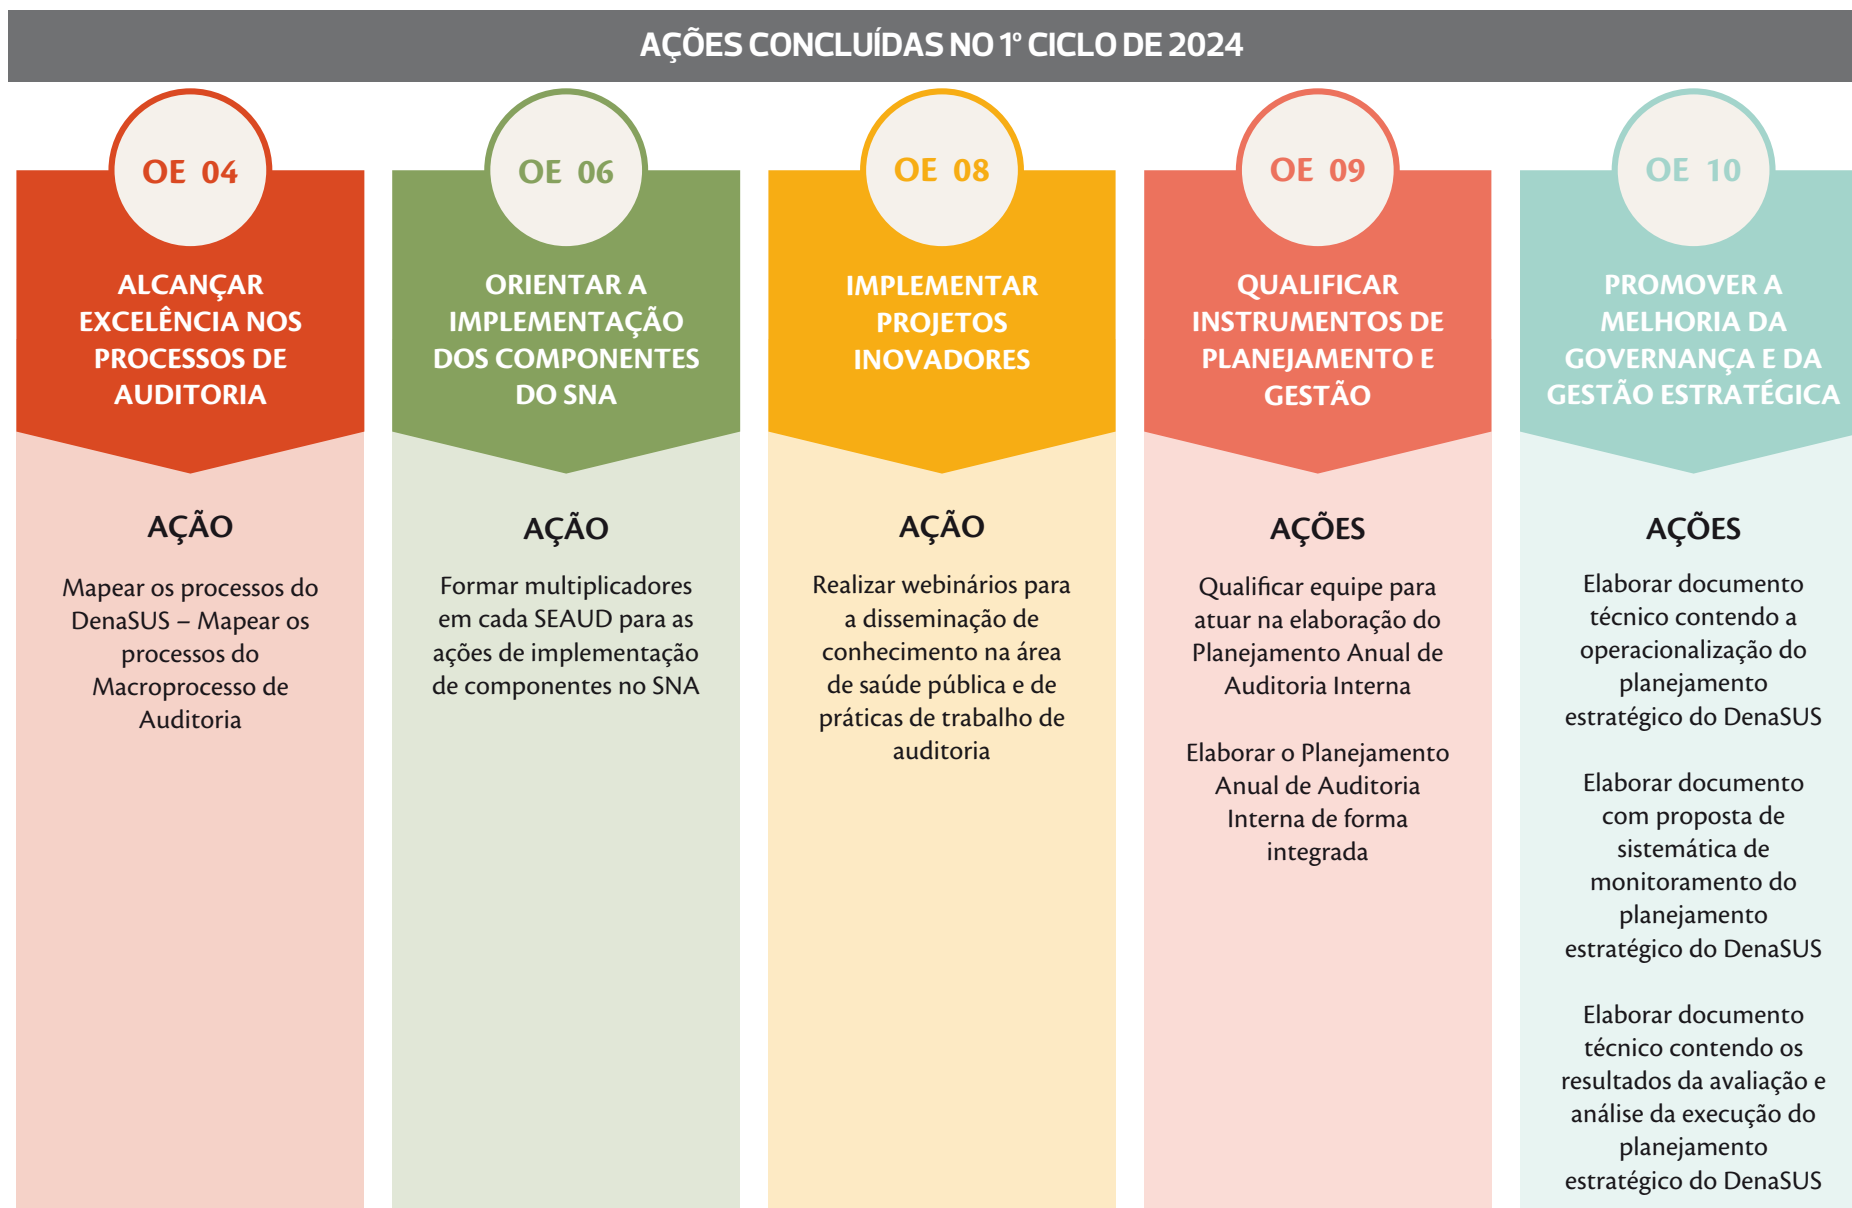 AÇÕES CONCLUÍDAS NO 1º CICLO DE 2024
OE 04
ALCANÇAR
EXCELÊNCIA NOS
PROCESSOS DE
AUDITORIA
AÇÃO
Mapear os processos do
DenaSUS – Mapear os
processos do
Macroprocesso de
Auditoria
OE 06
ORIENTAR A
IMPLEMENTAÇÃO
DOS COMPONENTES
DO SNA
AÇÃO
Formar multiplicadores
em cada SEAUD para as
ações de implementação
de componentes no SNA
OE 08
IMPLEMENTAR
PROJETOS
INOVADORES
AÇÃO
Realizar webinários para
a disseminação de
conhecimento na área
de saúde pública e de
práticas de trabalho de
auditoria
OE 09
QUALIFICAR
INSTRUMENTOS DE
PLANEJAMENTO E
GESTÃO
AÇÕES
Qualificar equipe para
atuar na elaboração do
Planejamento Anual de
Auditoria Interna
Elaborar o Planejamento
Anual de Auditoria
Interna de forma
integrada
OE 10
PROMOVER A
MELHORIA DA
GOVERNANÇA E DA
GESTÃO ESTRATÉGICA
AÇÕES
Elaborar documento
técnico contendo a
operacionalização do
planejamento
estratégico do DenaSUS
Elaborar documento
com proposta de
sistemática de
monitoramento do
planejamento
estratégico do DenaSUS
Elaborar documento
técnico contendo os
resultados da avaliação e
análise da execução do
planejamento
estratégico do DenaSUS